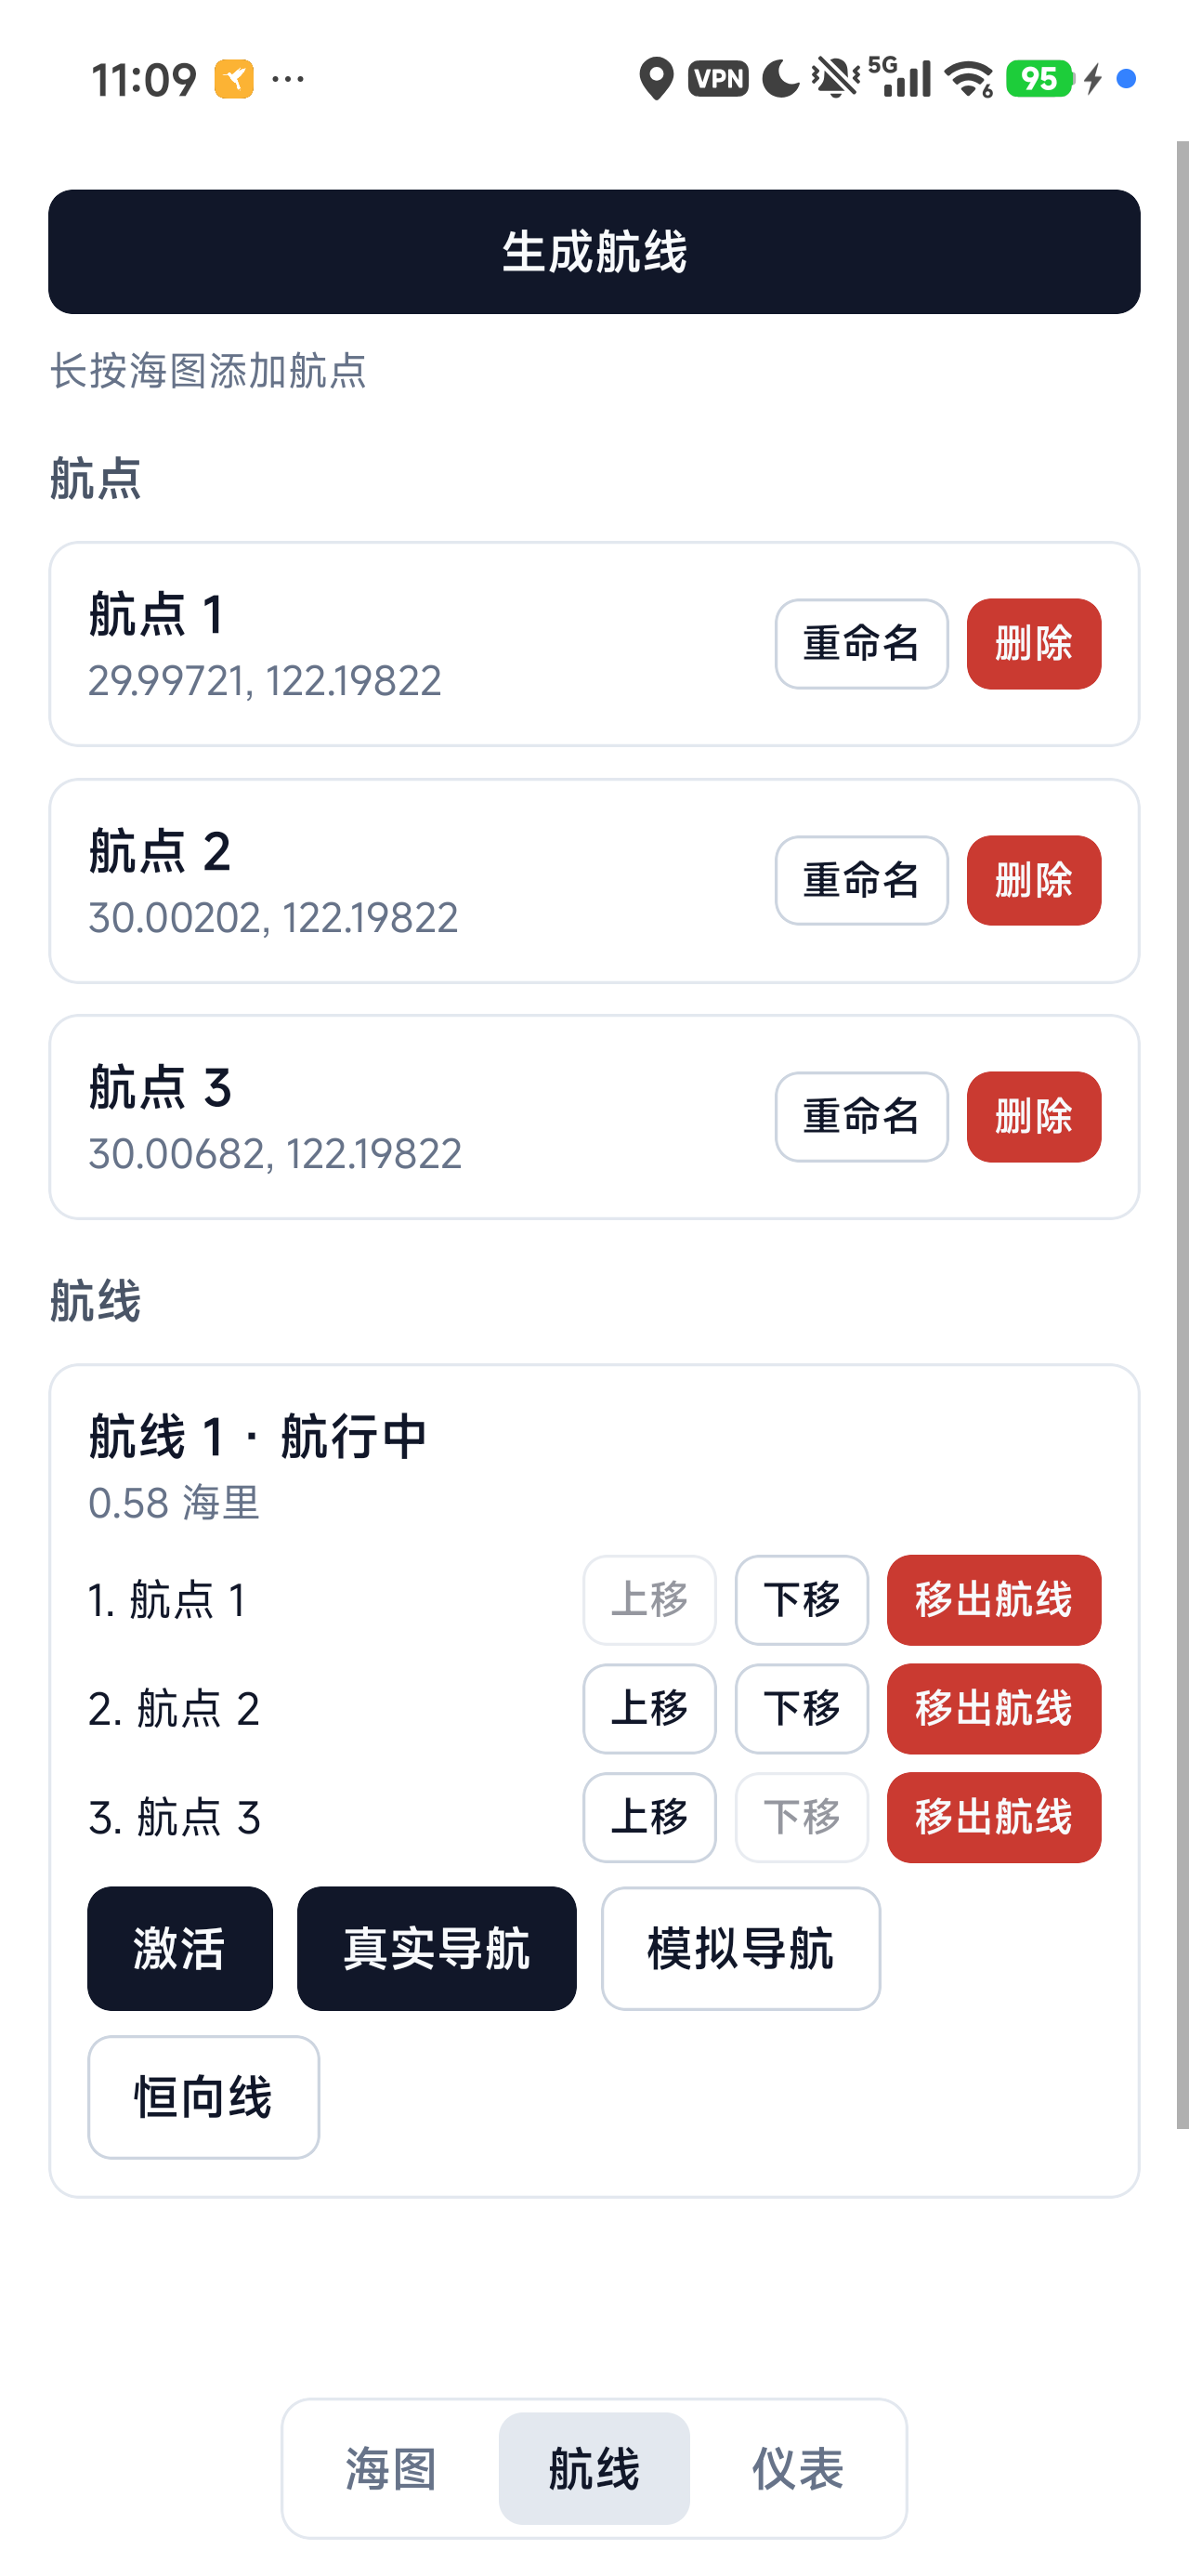 11:09 ... VPN 5G 6 95
生成航线
长按海图添加航点
航点
航点 1
29.99721, 122.19822
重命名 删除
航点 2
30.00202, 122.19822
重命名 删除
航点 3
30.00682, 122.19822
重命名 删除
航线
航线 1 · 航行中
0.58 海里
1. 航点 1 上移 下移 移出航线
2. 航点 2 上移 下移 移出航线
3. 航点 3 上移 下移 移出航线
激活 真实导航 模拟导航
恒向线
海图 航线 仪表